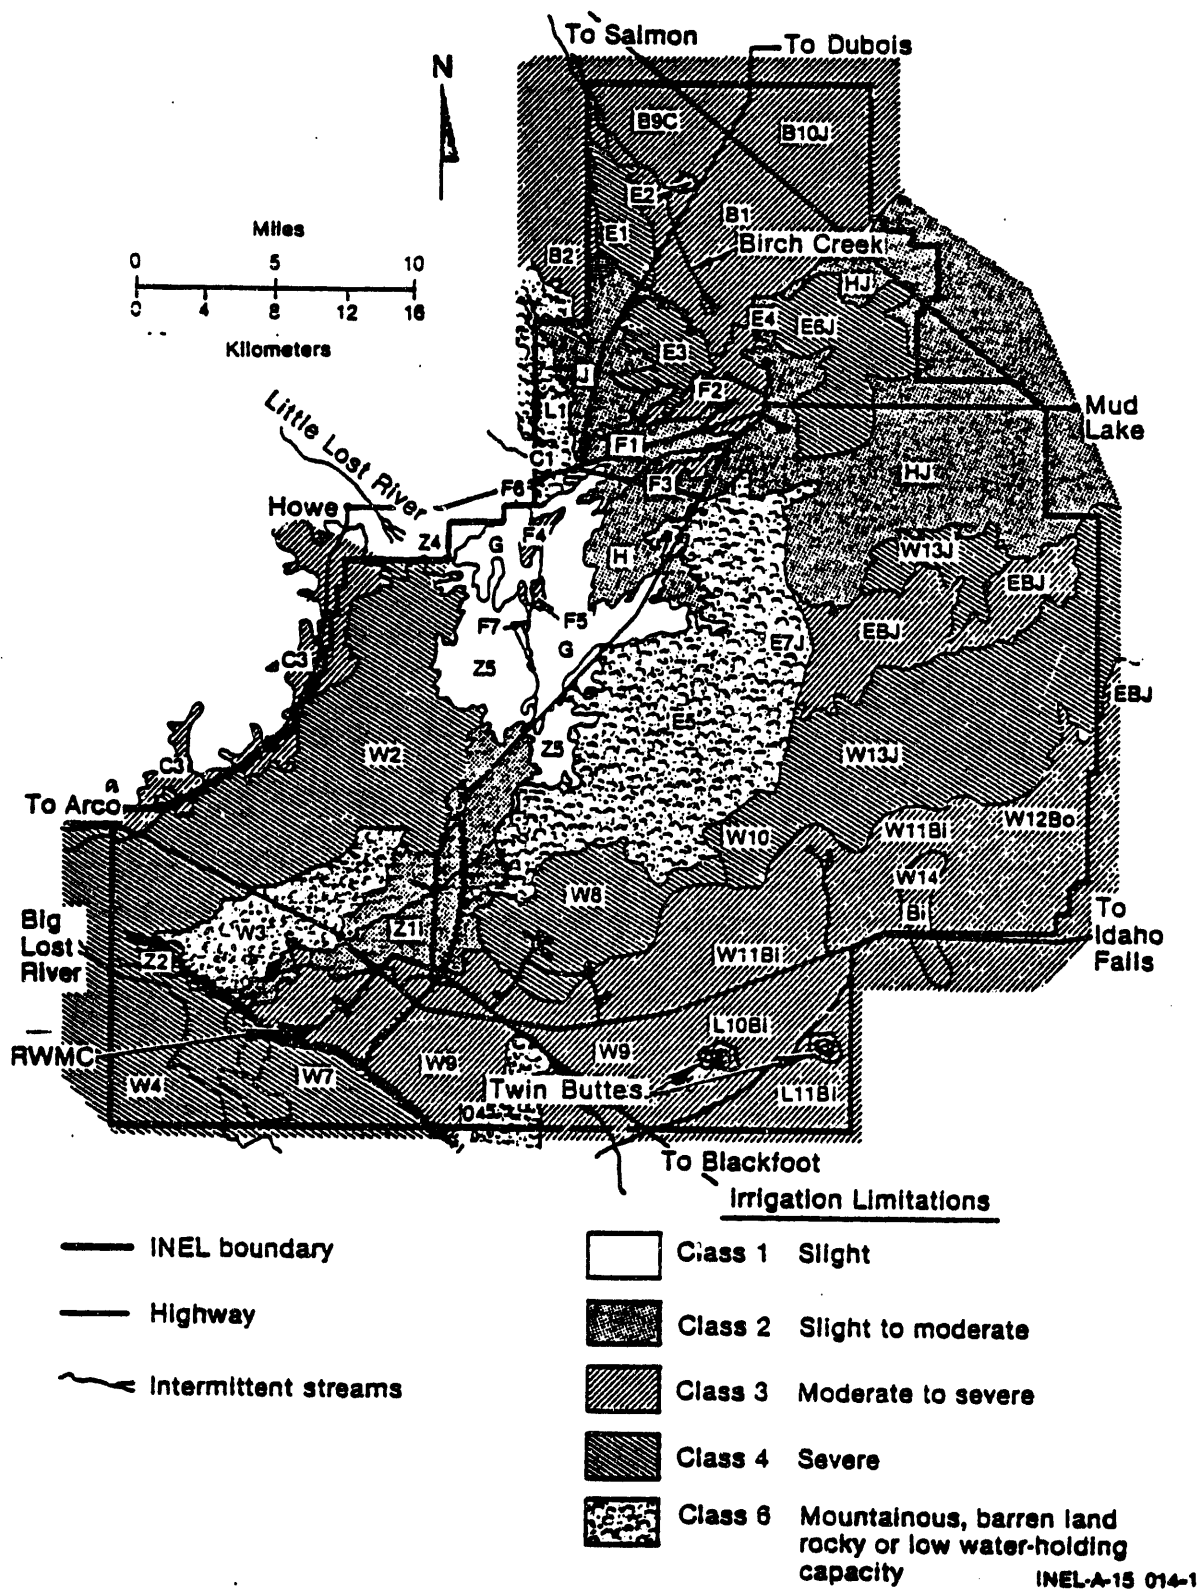 To Salmon
To Dubois
N
B9C
B10J
E2
B1
E1
Birch Creek
B2
Miles
0 5 10
0 4 8 12 16
Kilometers
HJ
E4
E6J
E3
J
F2
L1
Mud
Lake
Little Lost River
F1
C1
HJ
F6
F3
Howe
F4
Z4
G
H
W13J
EBJ
F5
F7
EBJ
G
E7J
C3
Z5
EBJ
E5
W2
Z5
W13J
C3
To Arco
W10
W11BI
W12Bo
W14
BI
W8
Big
Lost
River
W3
Z1
To
Idaho
Falls
Z2
W11BI
L10BI
RWMC
W9
W9
W7
W4
Twin Buttes
L11BI
To Blackfoot
Irrigation Limitations
INEL boundary
Class 1 Slight
Highway
Class 2 Slight to moderate
Intermittent streams
Class 3 Moderate to severe
Class 4 Severe
Class 6 Mountainous, barren land
rocky or low water-holding
capacity
INEL-A-15 014-1